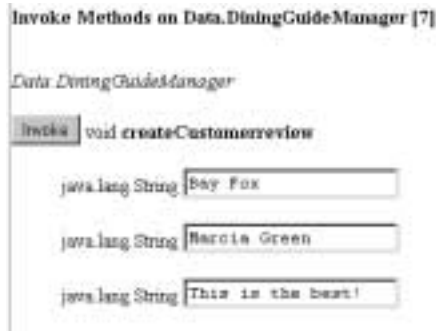 Invoke Methods on Data.DiningGuideManager [7]
Data.DiningGuideManager
Invoke void createCustomerreview
java.lang.String Bay Fox
java.lang.String Marcia Green
java.lang.String This is the best!